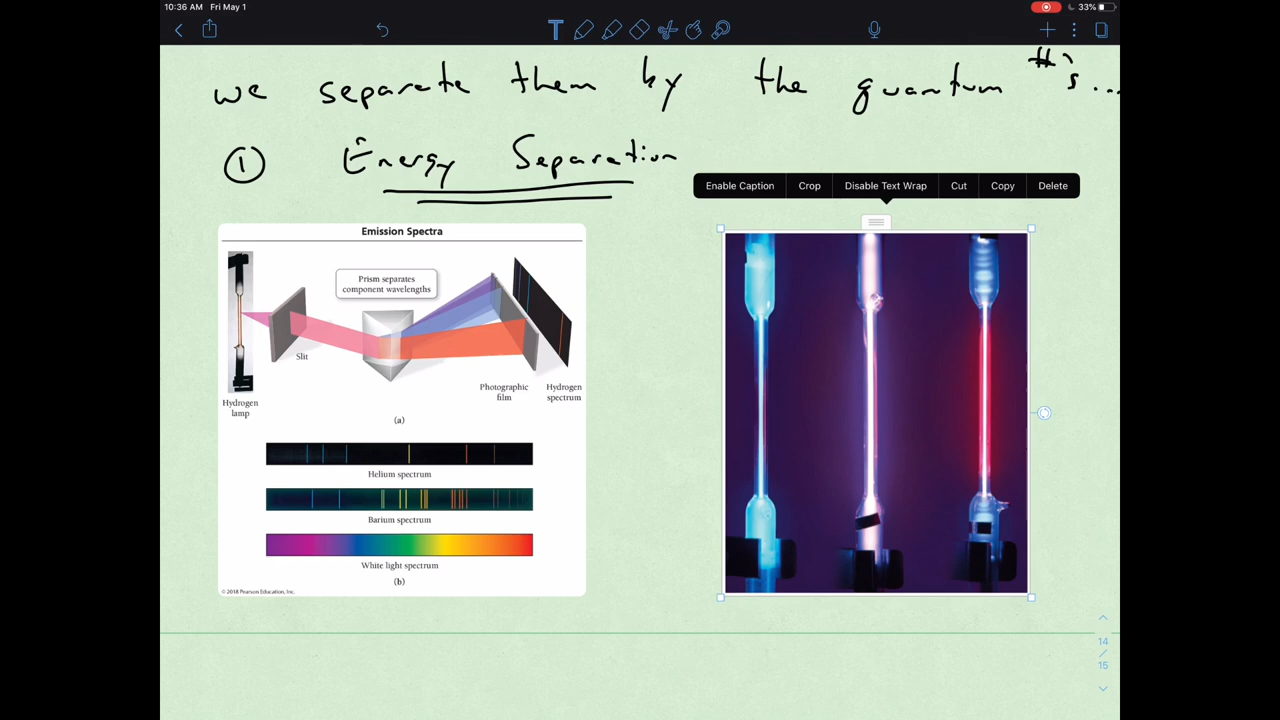 10:36 AM Fri May 1
33%
T
we separate them by the quantum #'s...
① Energy Separation
Enable Caption Crop Disable Text Wrap Cut Copy Delete
Emission Spectra
Prism separates
component wavelengths
Slit
Hydrogen
lamp
Photographic
film
Hydrogen
spectrum
(a)
Helium spectrum
Barium spectrum
White light spectrum
(b)
© 2018 Pearson Education, Inc.
14
/
15